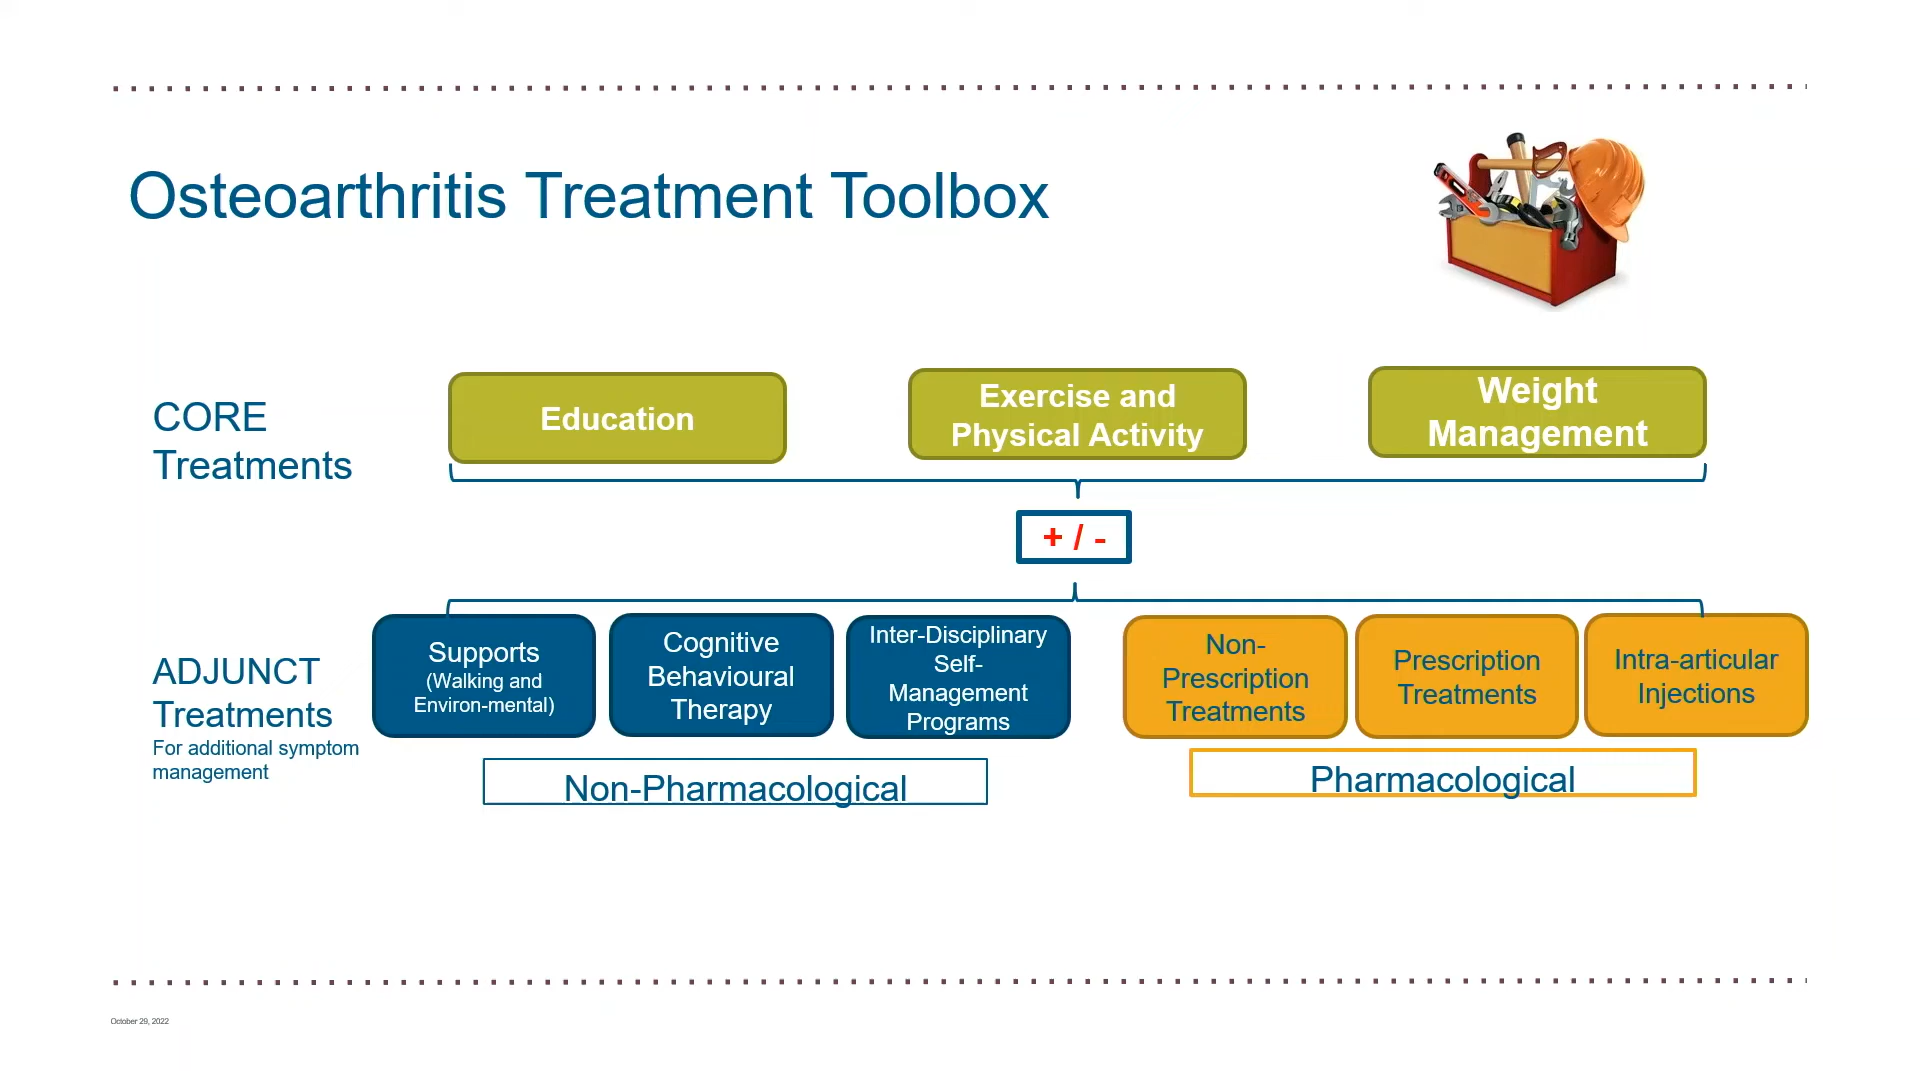 Osteoarthritis Treatment Toolbox
CORE
Treatments
Education
Exercise and
Physical Activity
Weight
Management
+ / -
ADJUNCT
Treatments
For additional symptom
management
Supports
(Walking and
Environ-mental)
Cognitive
Behavioural
Therapy
Inter-Disciplinary
Self-
Management
Programs
Non-
Prescription
Treatments
Prescription
Treatments
Intra-articular
Injections
Non-Pharmacological
Pharmacological
October 29, 2022